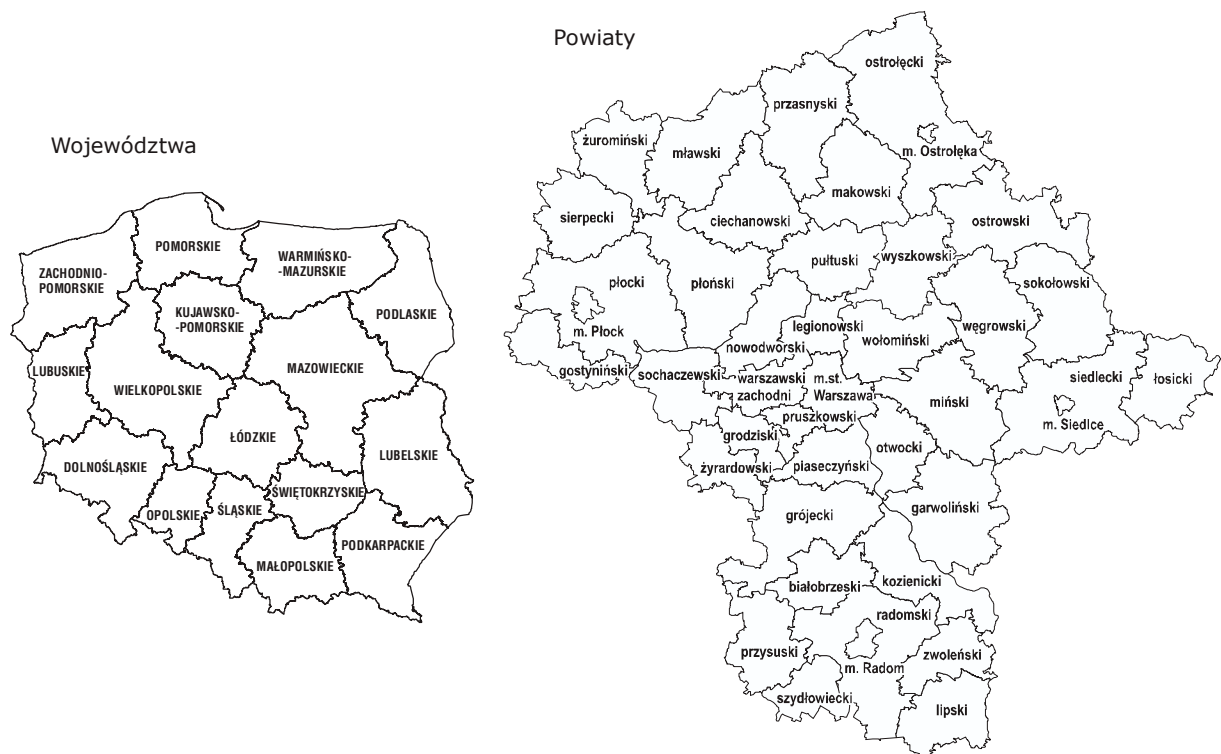 Powiaty
Województwa
POMORSKIE
WARMIŃSKO-
-MAZURSKIE
ZACHODNIO-
POMORSKIE
KUJAWSKO-
-POMORSKIE
PODLASKIE
LUBUSKIE
MAZOWIECKIE
WIELKOPOLSKIE
ŁÓDZKIE
LUBELSKIE
DOLNOŚLĄSKIE
ŚWIĘTOKRZYSKIE
OPOLSKIE
ŚLĄSKIE
PODKARPACKIE
MAŁOPOLSKIE
ostrołęcki
przasnyski
żuromiński
mławski
m. Ostrołęka
makowski
sierpecki
ciechanowski
ostrowski
pułtuski
wyszkowski
płocki
płoński
sokołowski
m. Płock
legionowski
węgrowski
nowodworski
wołomiński
gostyniński
sochaczewski
warszawski
zachodni
m.st.
Warszawa
siedlecki
łosicki
miński
m. Siedlce
pruszkowski
grodziski
otwocki
żyrardowski
piaseczyński
garwoliński
grójecki
białobrzeski
kozienicki
radomski
przysuski
zwoleński
m. Radom
szydłowiecki
lipski